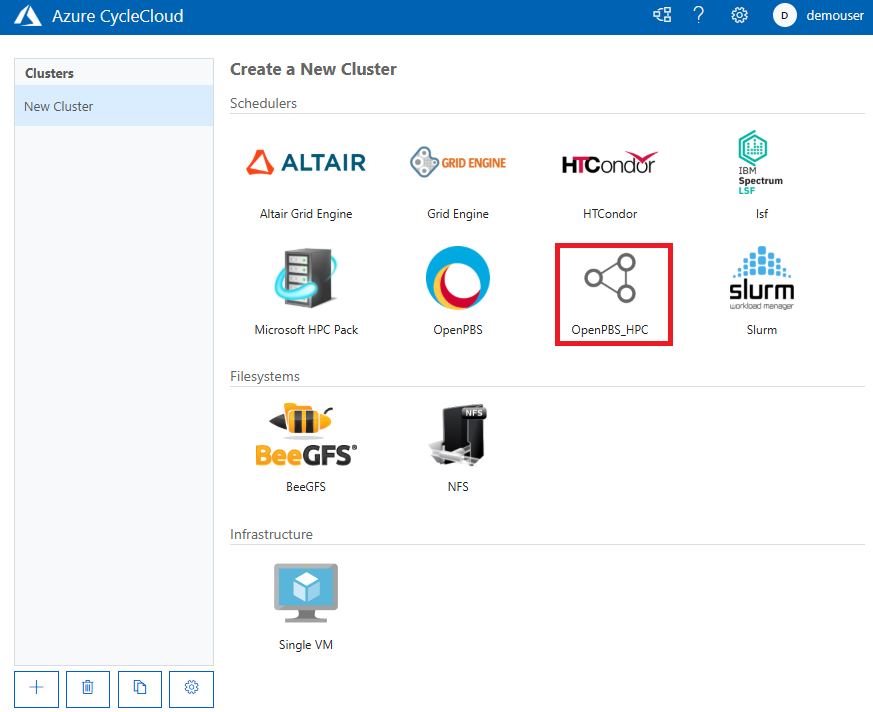 Azure CycleCloud
?
D
demouser
Clusters
New Cluster
Create a New Cluster
Schedulers
ALTAIR
GRID ENGINE
HTCondor
IBM
Spectrum
LSF
Altair Grid Engine
Grid Engine
HTCondor
lsf
slurm
workload manager
Microsoft HPC Pack
OpenPBS
OpenPBS_HPC
Slurm
Filesystems
NFS
BeeGFS®
BeeGFS
NFS
Infrastructure
Single VM